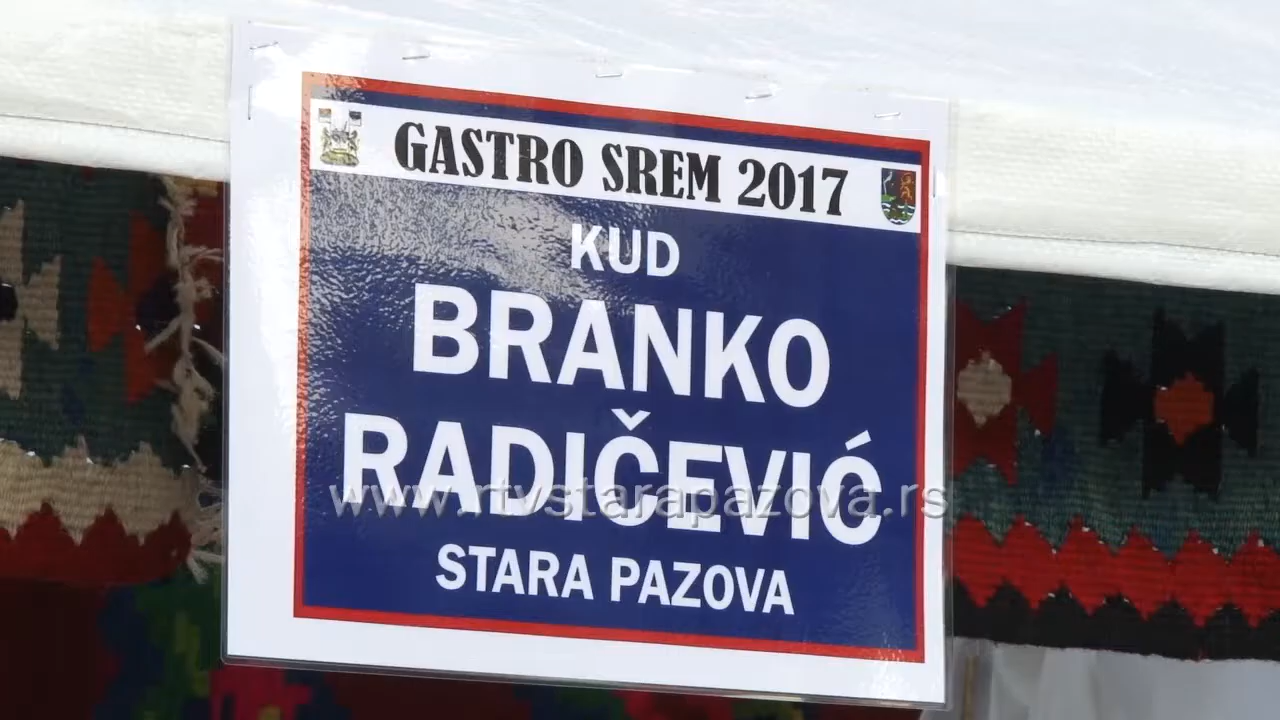 GASTRO SREM 2017
KUD
BRANKO
RADIČEVIĆ
www.rtvstarapazova.rs
STARA PAZOVA